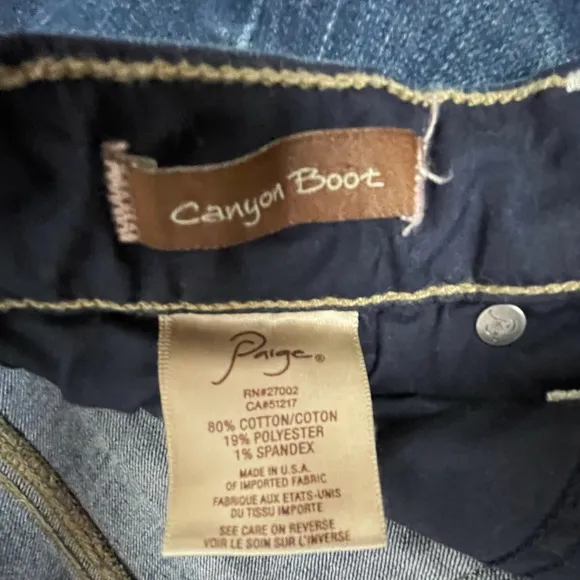 Canyon Boot
Paige®
RN#27002
CA#51217
80% COTTON/COTON
19% POLYESTER
1% SPANDEX
MADE IN U.S.A.
OF IMPORTED FABRIC
FABRIQUE AUX ETATS-UNIS
DU TISSU IMPORTE
SEE CARE ON REVERSE
VOIR LE SOIN SUR L'INVERSE